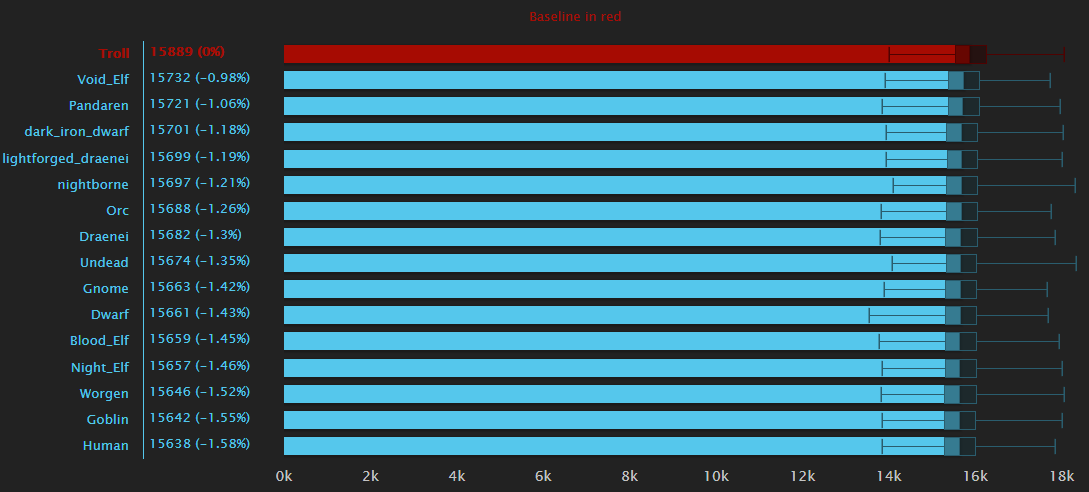 Baseline in red
Troll 15889 (0%)
Void_Elf 15732 (-0.98%)
Pandaren 15721 (-1.06%)
dark_iron_dwarf 15701 (-1.18%)
lightforged_draenei 15699 (-1.19%)
nightborne 15697 (-1.21%)
Orc 15688 (-1.26%)
Draenei 15682 (-1.3%)
Undead 15674 (-1.35%)
Gnome 15663 (-1.42%)
Dwarf 15661 (-1.43%)
Blood_Elf 15659 (-1.45%)
Night_Elf 15657 (-1.46%)
Worgen 15646 (-1.52%)
Goblin 15642 (-1.55%)
Human 15638 (-1.58%)
0k 2k 4k 6k 8k 10k 12k 14k 16k 18k